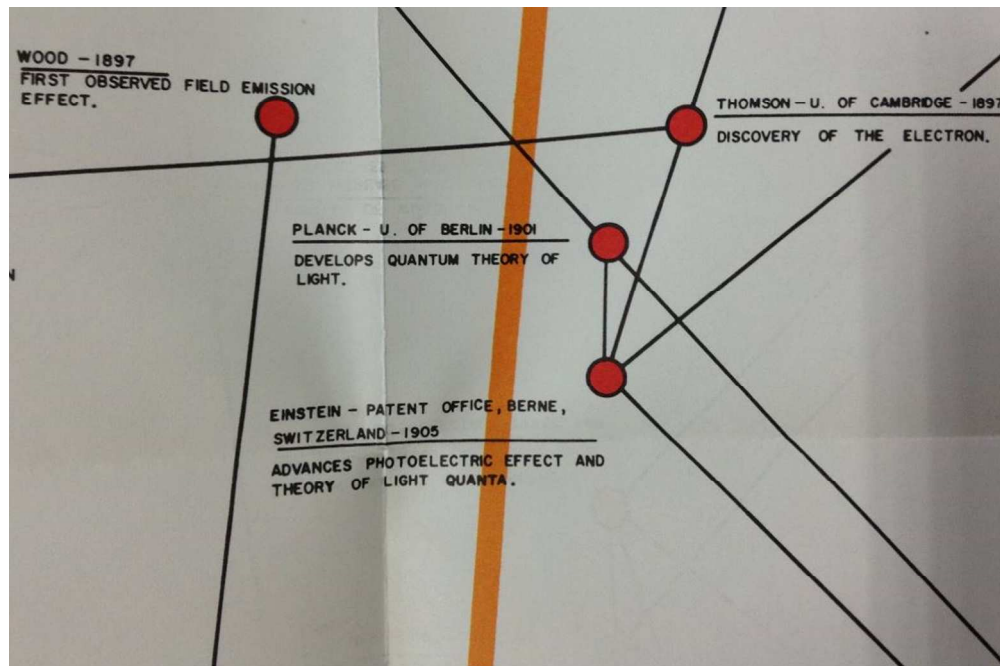 WOOD - 1897
FIRST OBSERVED FIELD EMISSION
EFFECT.
THOMSON - U. OF CAMBRIDGE - 1897
DISCOVERY OF THE ELECTRON.
PLANCK - U. OF BERLIN - 1901
DEVELOPS QUANTUM THEORY OF
LIGHT.
N
EINSTEIN - PATENT OFFICE, BERNE,
SWITZERLAND - 1905
ADVANCES PHOTOELECTRIC EFFECT AND
THEORY OF LIGHT QUANTA.